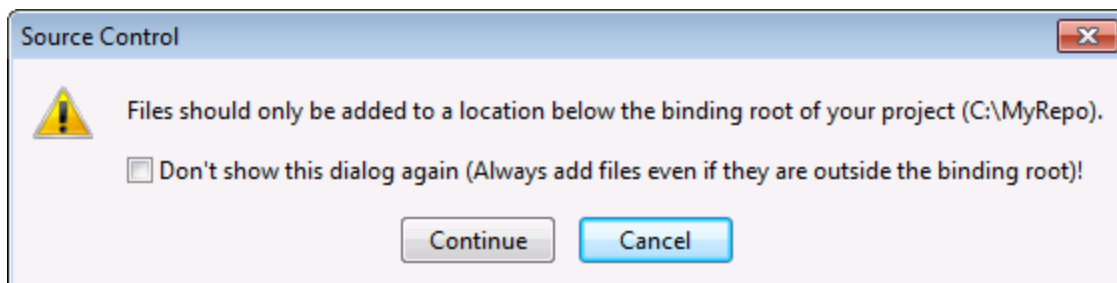 Source Control
Files should only be added to a location below the binding root of your project (C:\MyRepo).
Don't show this dialog again (Always add files even if they are outside the binding root)!
Continue Cancel